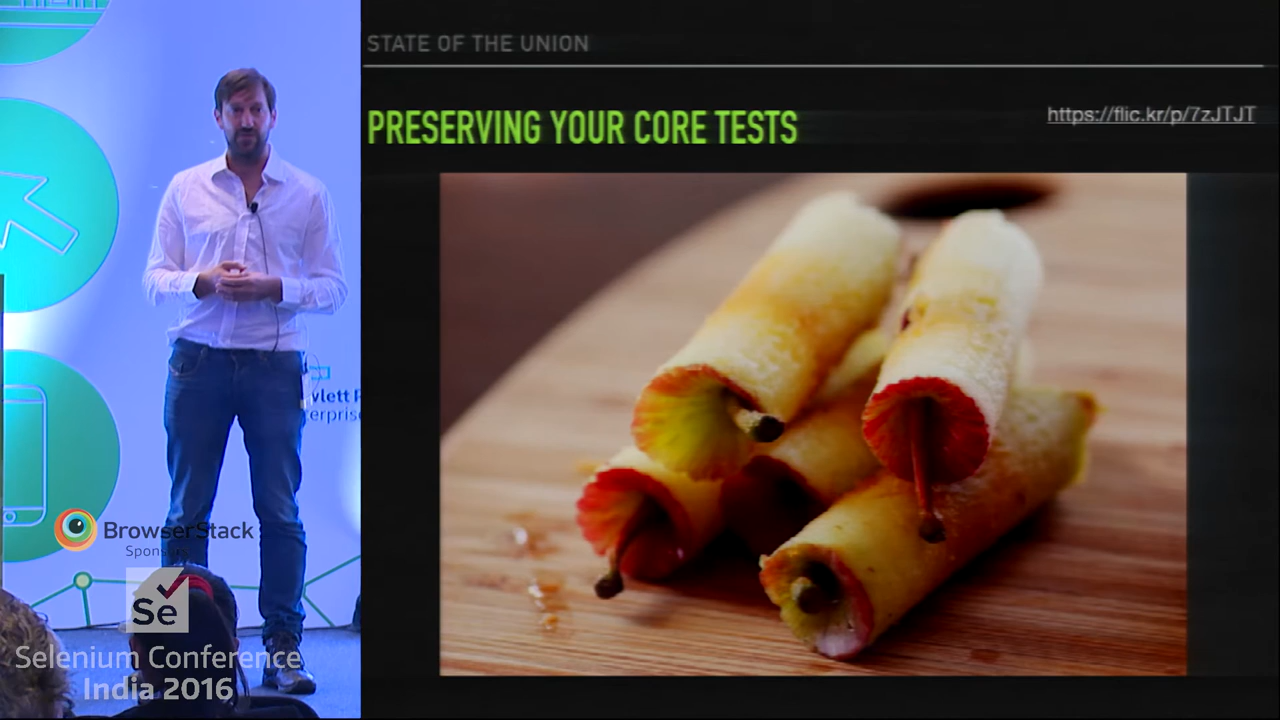 STATE OF THE UNION
PRESERVING YOUR CORE TESTS
https://flic.kr/p/7zJTJT
BrowserStack
Se
Selenium Conference
India 2016